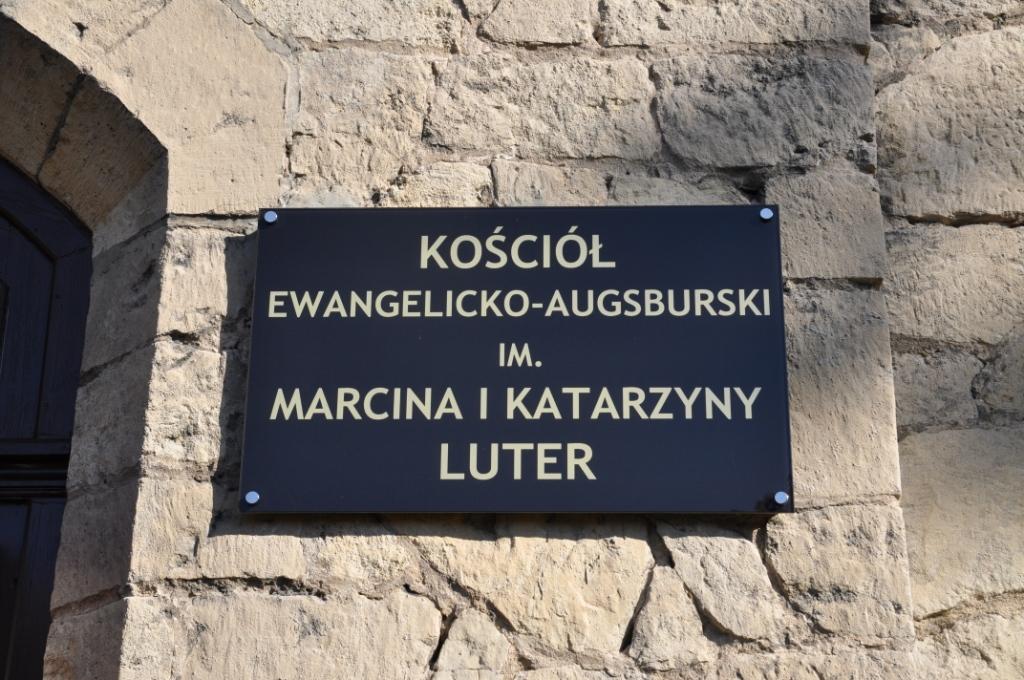 KOŚCIÓŁ
EWANGELICKO-AUGSBURSKI
IM.
MARCINA I KATARZYNY
LUTER